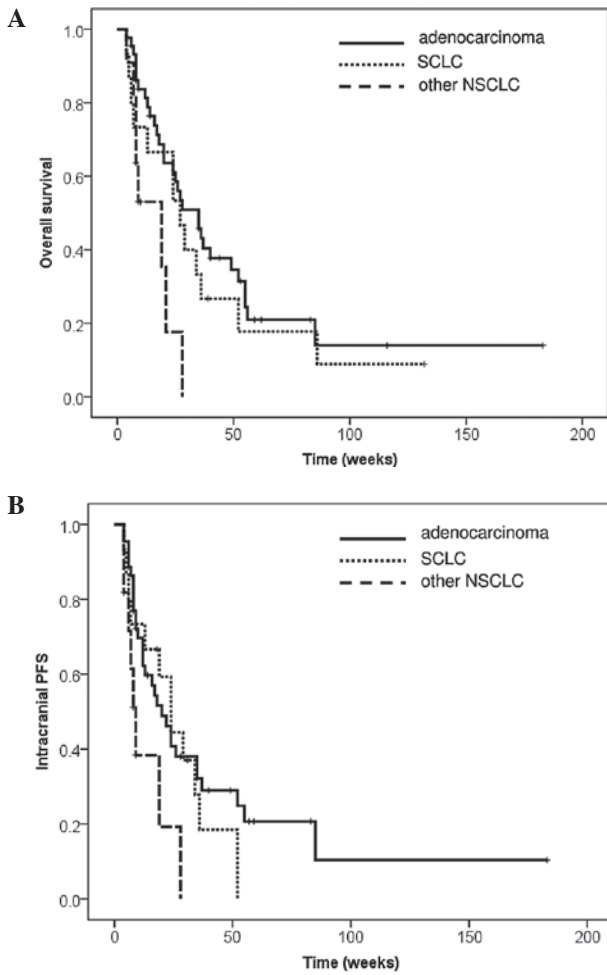 A
adenocarcinoma
SCLC
other NSCLC
Overall survival
1.0
0.8
0.6
0.4
0.2
0.0
0 50 100 150 200
Time (weeks)
B
adenocarcinoma
SCLC
other NSCLC
Intracranial PFS
1.0
0.8
0.6
0.4
0.2
0.0
0 50 100 150 200
Time (weeks)